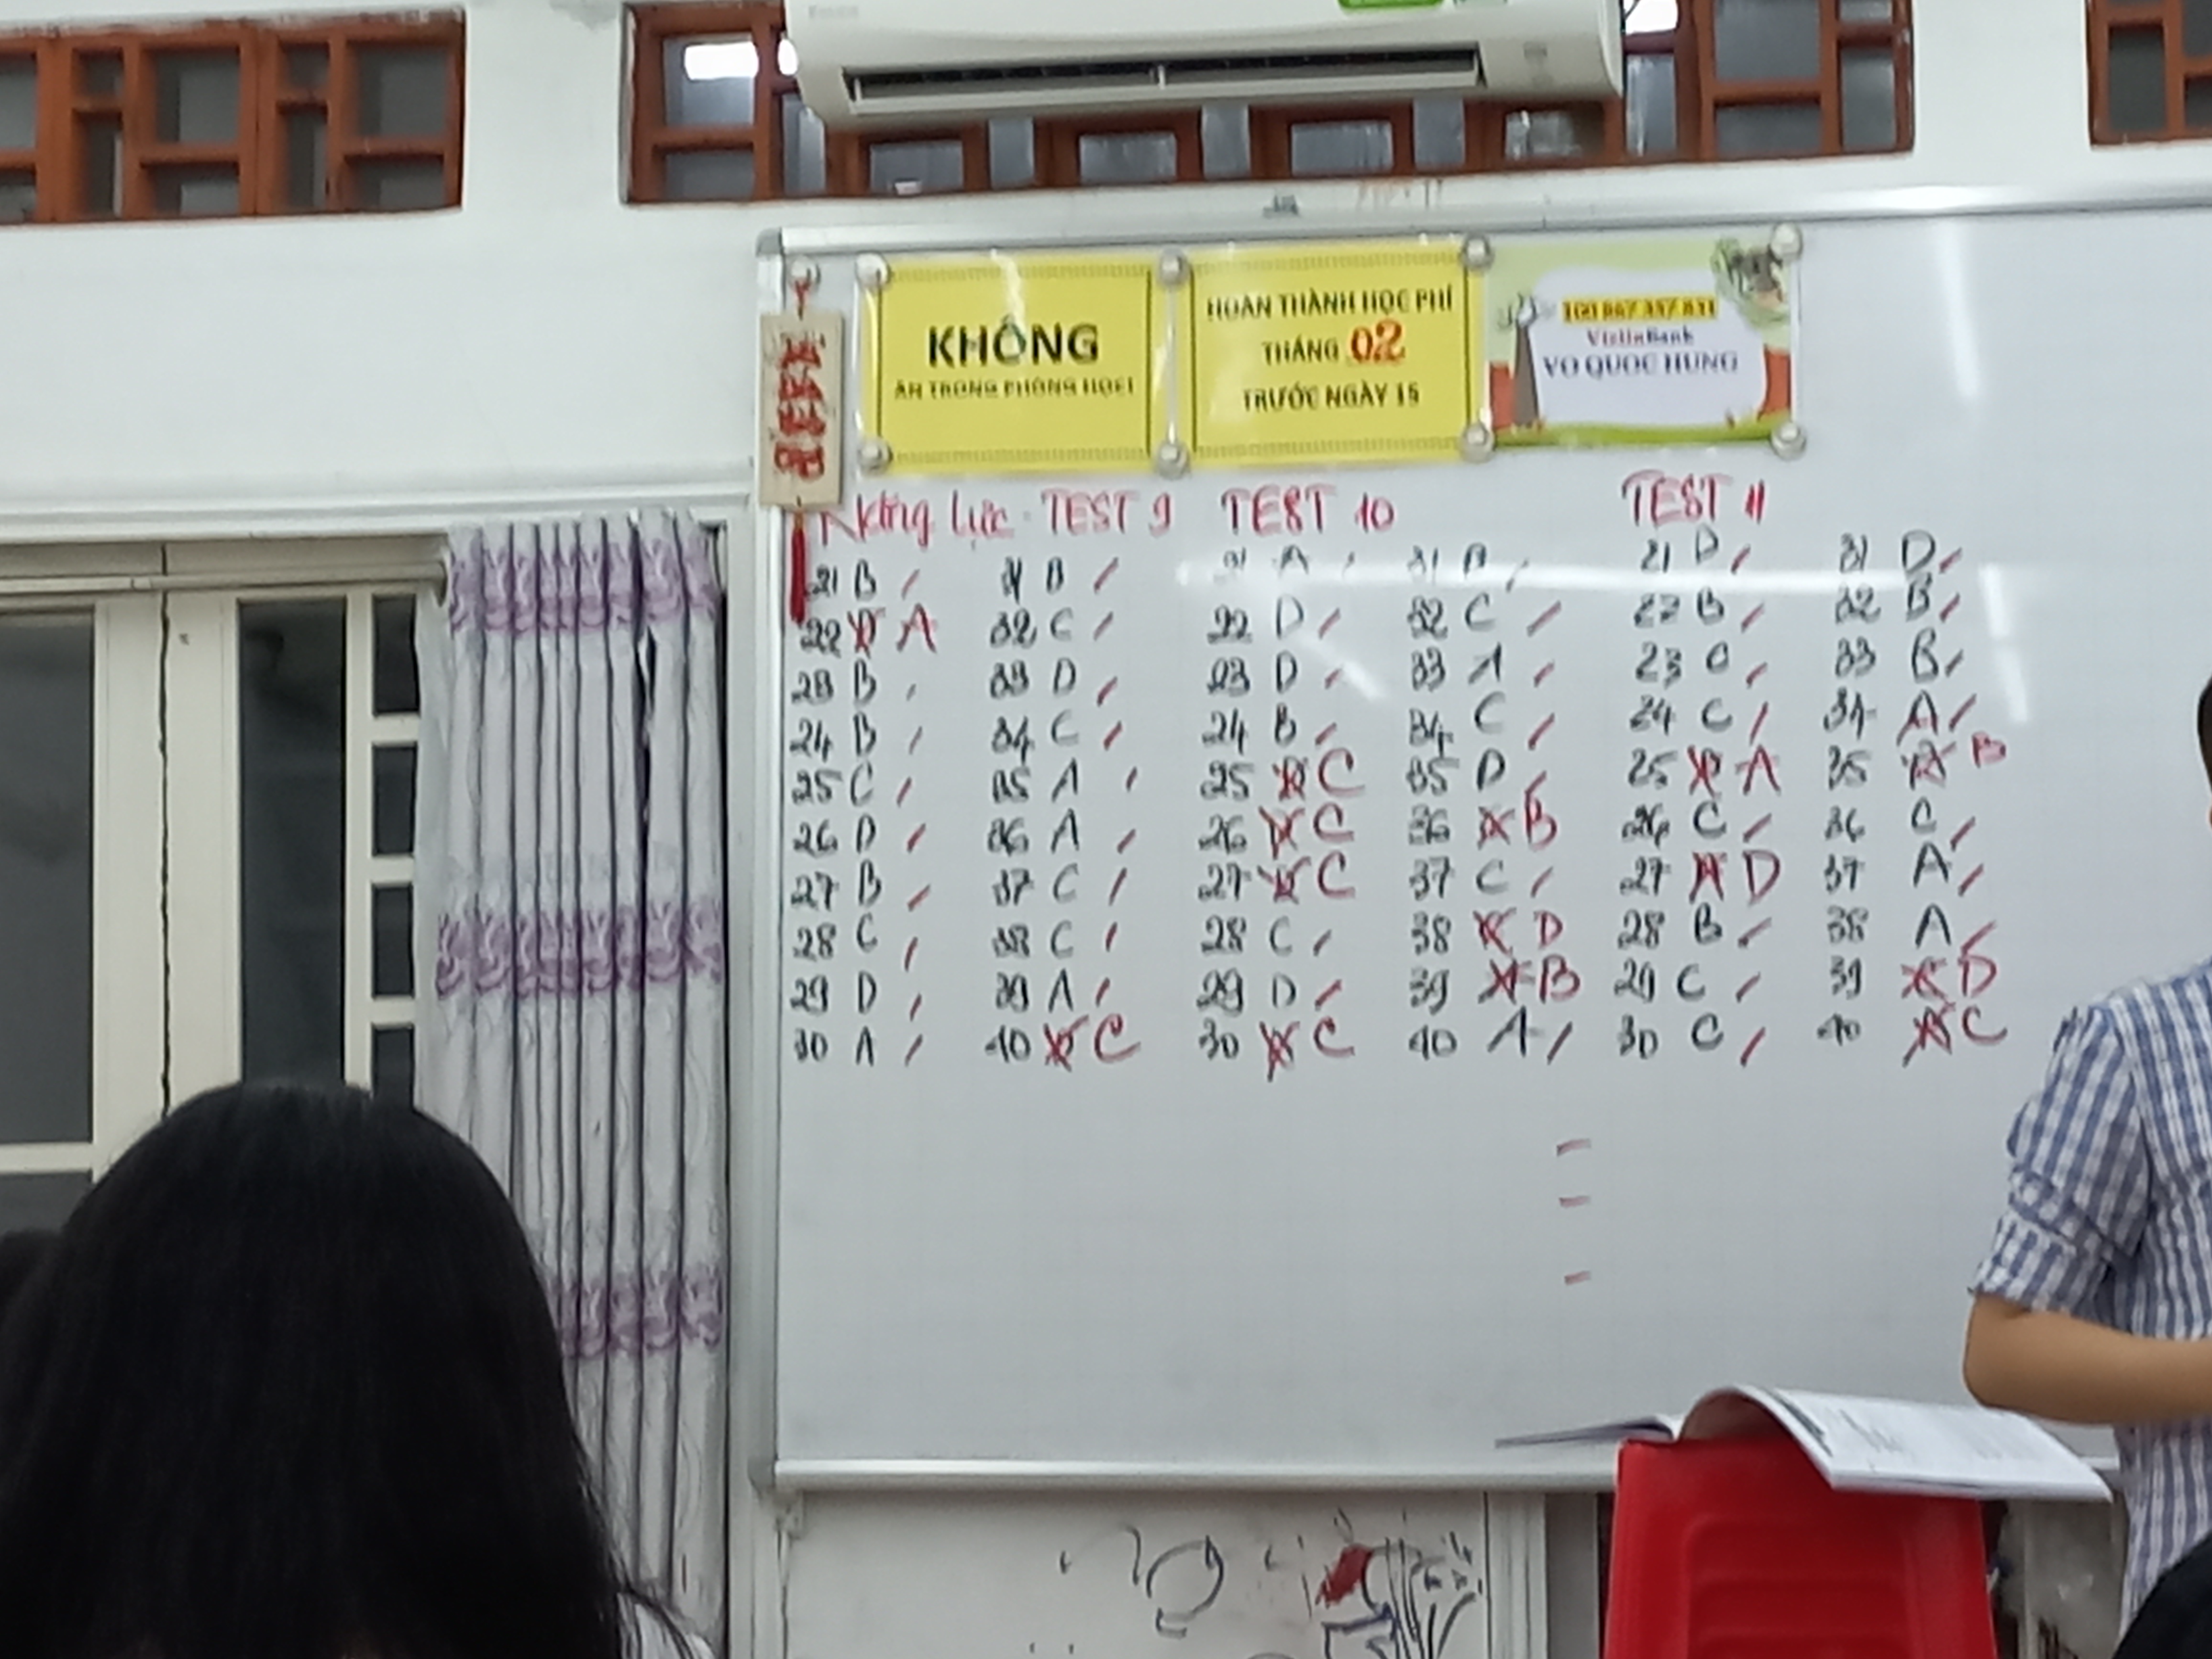 KHÔNG
ĂN TRONG PHÒNG HỌC!
HOÀN THÀNH HỌC PHÍ
THÁNG 02
TRƯỚC NGÀY 15
VietinBank
VO QUOC HUNG
Năng lực - TEST 9 TEST 10 TEST 11
21 B 31 B 21 A 31 21 D 31 D
22 A 32 C 22 D 32 C 22 B 32 B
23 B 33 D 23 D 33 A 23 C 33 B
24 B 34 C 24 B 34 C 24 C 34 A
25 C 35 A 25 C 35 D 25 A 35 B
26 D 36 A 26 C 36 B 26 C 36 C
27 B 37 C 27 C 37 C 27 A D 37 A
28 C 38 C 28 C 38 C D 28 B 38 A
29 D 39 A 29 D 39 A B 29 C 39 C D
30 A 40 C 30 C 40 A 30 C 40 C